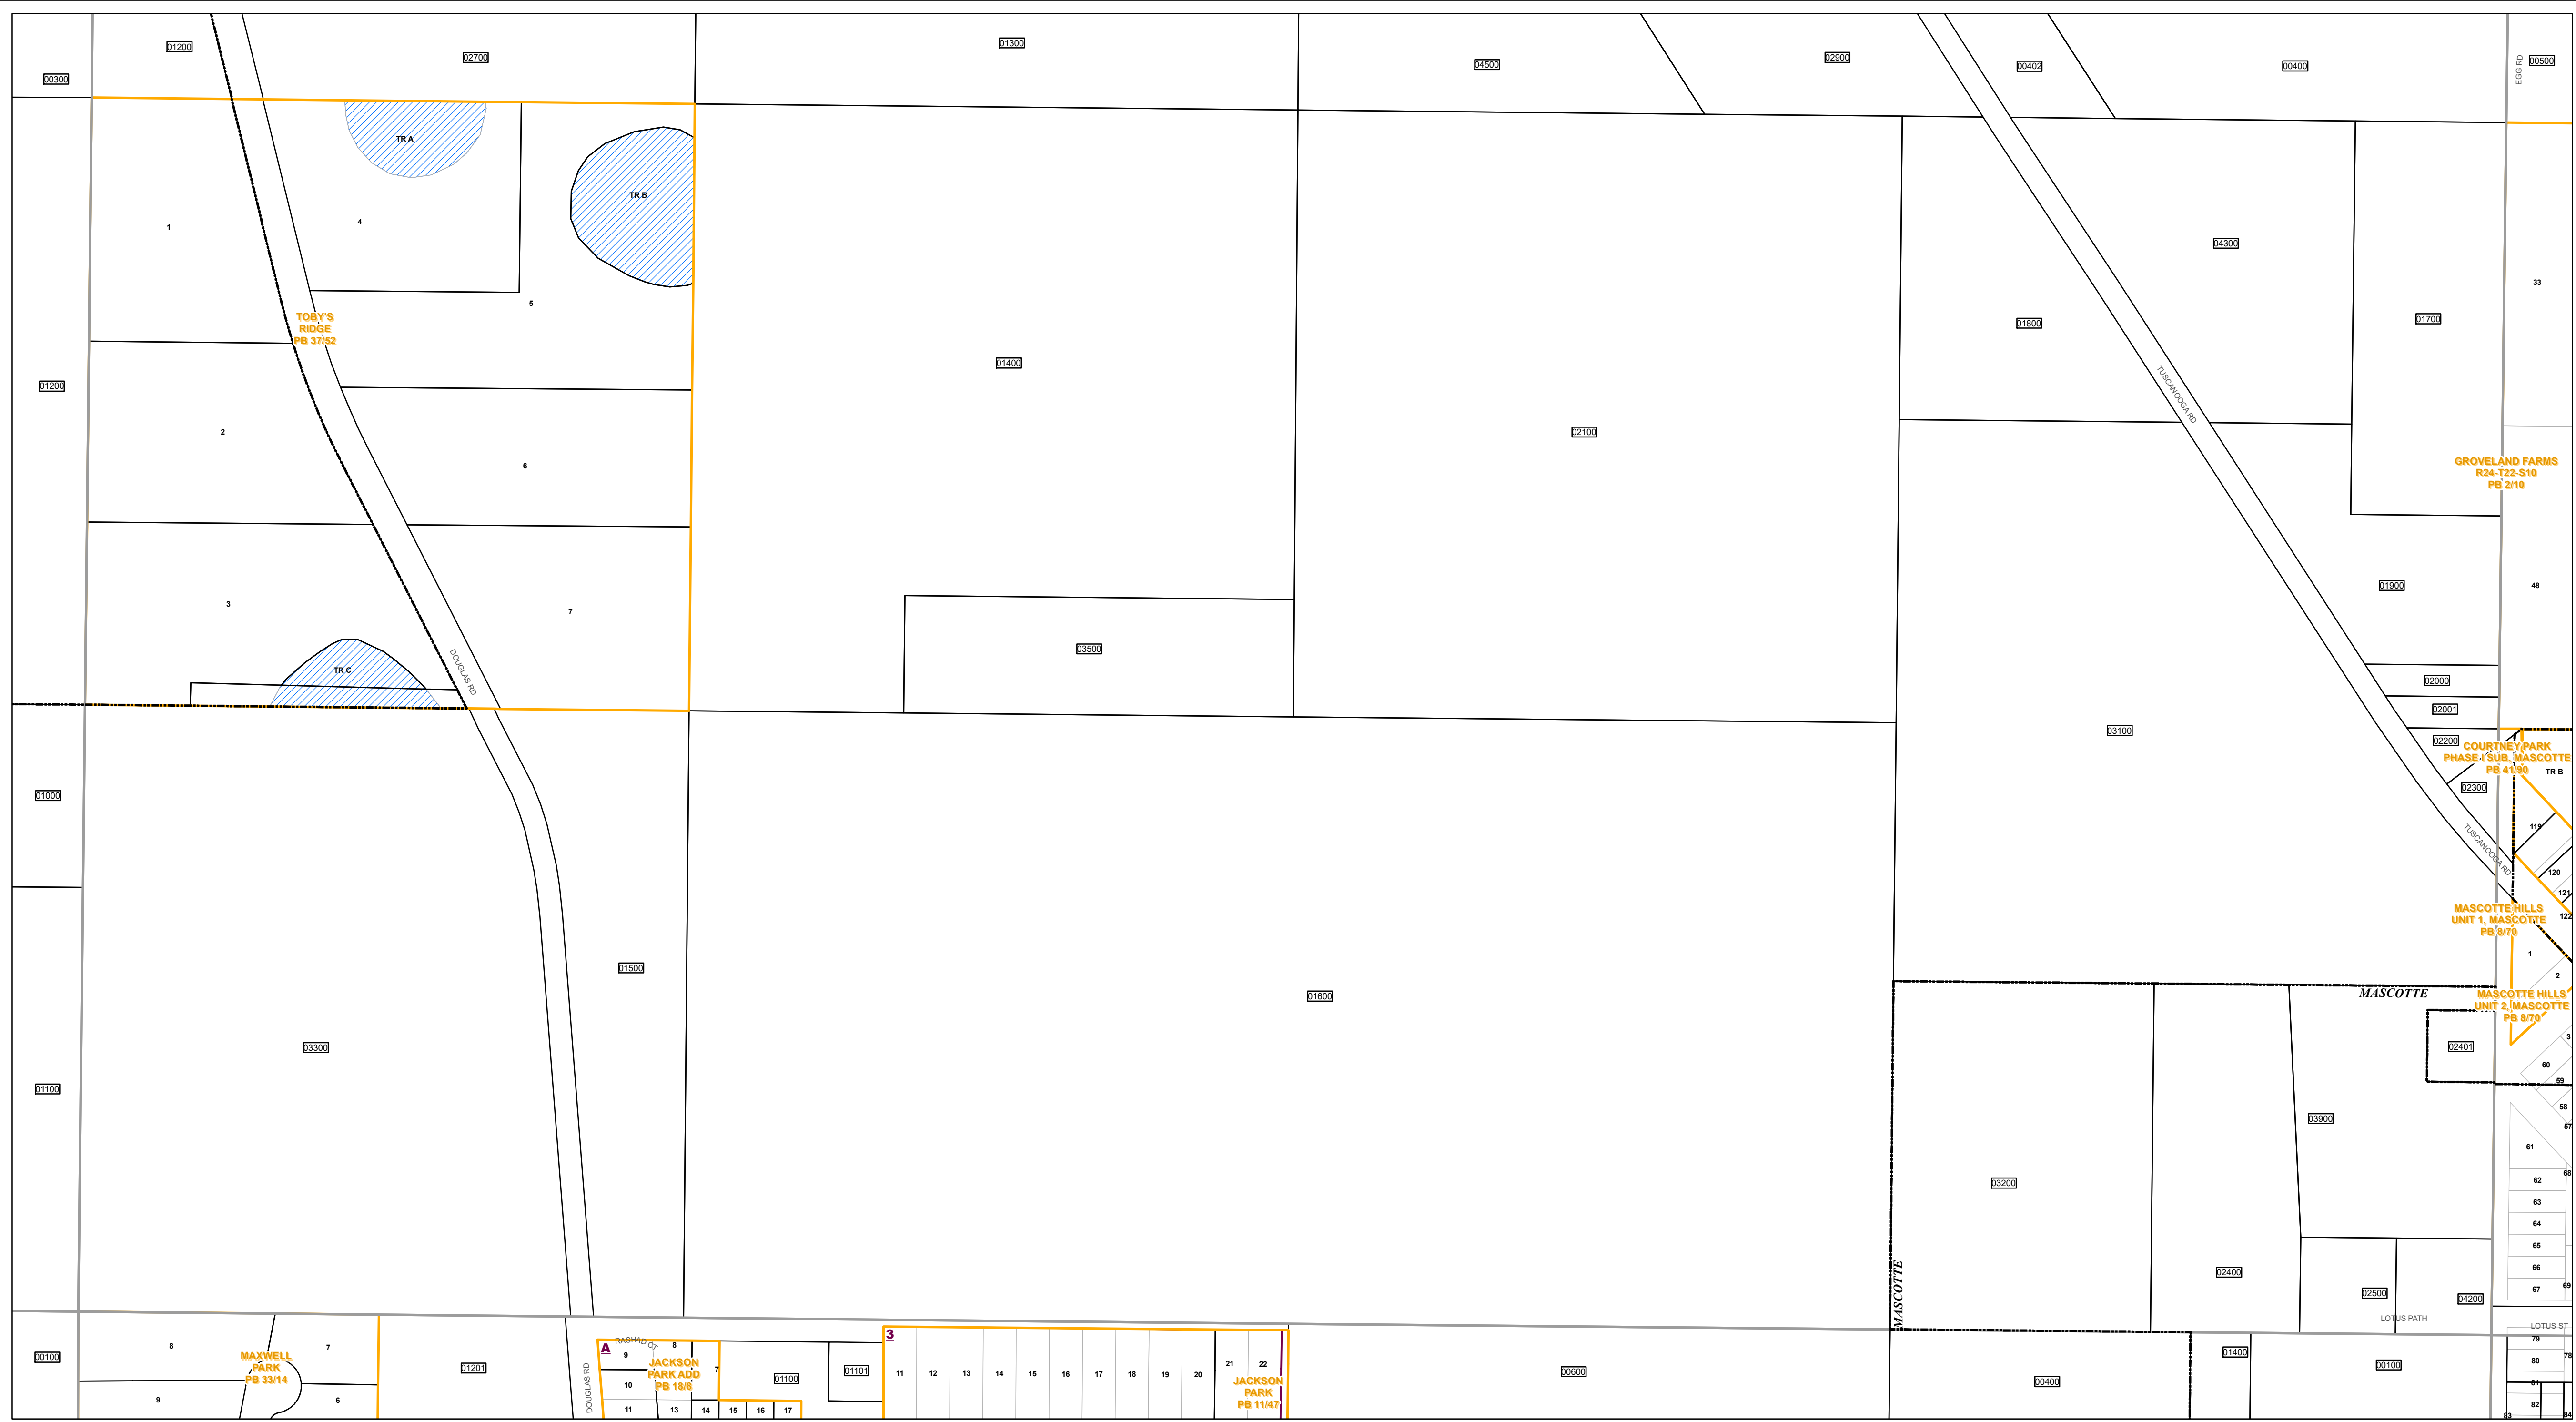 01200
02700
01300
04500
02900
00402
00400
EGG RD
00500
00300
TR A
TR B
1
4
5
04300
33
TOBY'S
RIDGE
PB 37/52
01800
01700
01200
01400
TUSCANOOGA RD
2
02100
6
GROVELAND FARMS
R24-T22-S10
PB 2/10
01900
48
3
7
03500
TR C
DOUGLAS RD
02000
02001
03100
02200
COURTNEY PARK
PHASE I SUB, MASCOTTE
PB 41/90
TR B
02300
01000
119
TUSCANOOGA RD
120
121
MASCOTTE HILLS
UNIT 1, MASCOTTE
PB 8/70
122
1
2
01500
01600
MASCOTTE
MASCOTTE HILLS
UNIT 2, MASCOTTE
PB 8/70
3
03300
02401
60
59
01100
58
03900
57
61
68
03200
62
63
64
65
66
67
69
02400
MASCOTTE
02500
04200
LOTUS PATH
LOTUS ST
00100
8
7
MAXWELL
PARK
PB 33/14
9
6
01201
DOUGLAS RD
RASHAD CT
A
9
8
7
JACKSON
PARK ADD
PB 18/8
10
11
13
14
15
16
17
01100
01101
3
11
12
13
14
15
16
17
18
19
20
21
22
JACKSON
PARK
PB 11/47
00600
00400
01400
00100
79
78
80
81
82
83
84